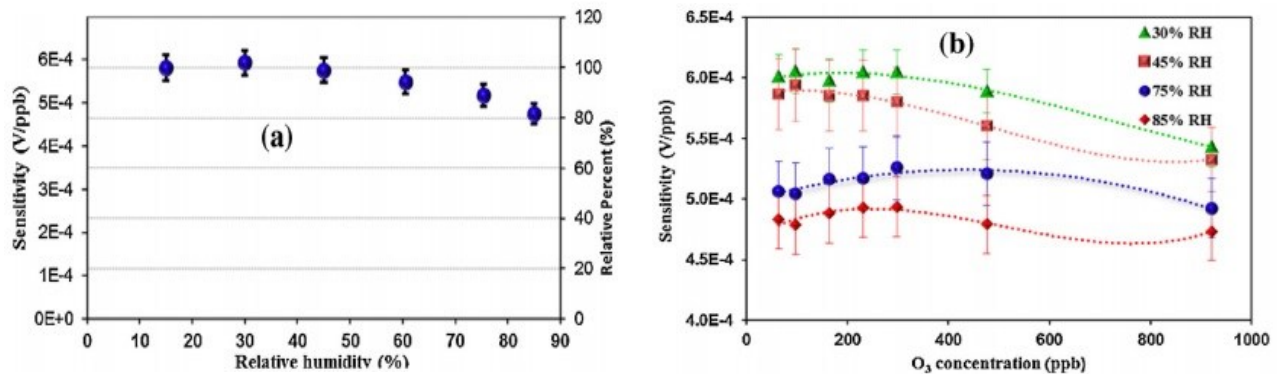 Sensitivity (V/ppb)
6E-4
5E-4
4E-4
3E-4
2E-4
1E-4
0E+0
0 10 20 30 40 50 60 70 80 90
Relative humidity (%)
(a)
120
100
80
60
40
20
0
Relative Percent (%)
Sensitivity (V/ppb)
6.5E-4
6.0E-4
5.5E-4
5.0E-4
4.5E-4
4.0E-4
0 200 400 600 800 1000
O₃ concentration (ppb)
(b)
30% RH
45% RH
75% RH
85% RH